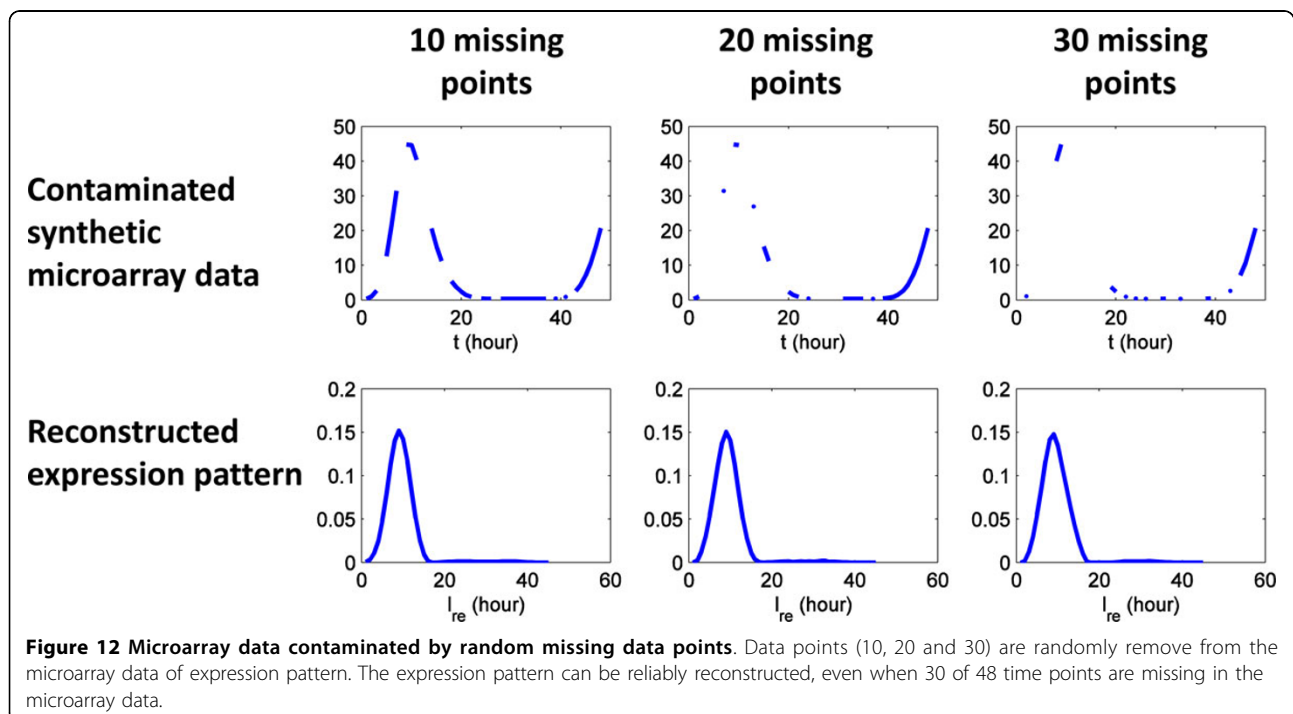 10 missing points
20 missing points
30 missing points
Contaminated synthetic microarray data
50
40
30
20
10
0
0 20 40
t (hour)
50
40
30
20
10
0
0 20 40
t (hour)
50
40
30
20
10
0
0 20 40
t (hour)
Reconstructed expression pattern
0.2
0.15
0.1
0.05
0
0 20 40 60
I_re (hour)
0.2
0.15
0.1
0.05
0
0 20 40 60
I_re (hour)
0.2
0.15
0.1
0.05
0
0 20 40 60
I_re (hour)
Figure 12 Microarray data contaminated by random missing data points. Data points (10, 20 and 30) are randomly remove from the
microarray data of expression pattern. The expression pattern can be reliably reconstructed, even when 30 of 48 time points are missing in the
microarray data.